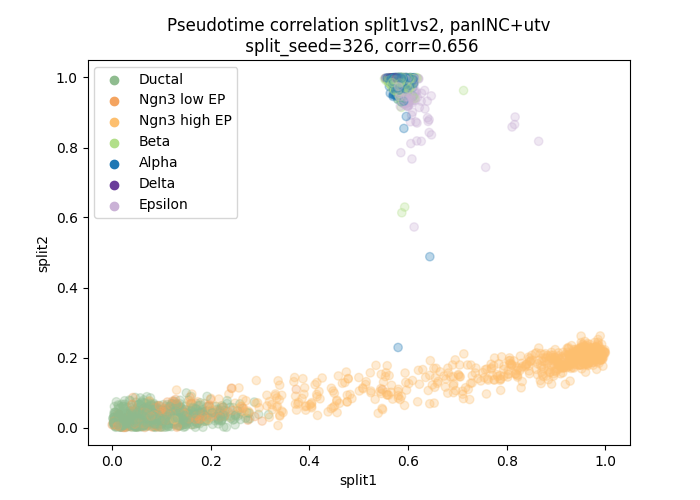 Pseudotime correlation split1vs2, panINC+utv
split_seed=326, corr=0.656
Ductal
Ngn3 low EP
Ngn3 high EP
Beta
Alpha
Delta
Epsilon
1.0
0.8
0.6
0.4
0.2
0.0
split2
0.0 0.2 0.4 0.6 0.8 1.0
split1